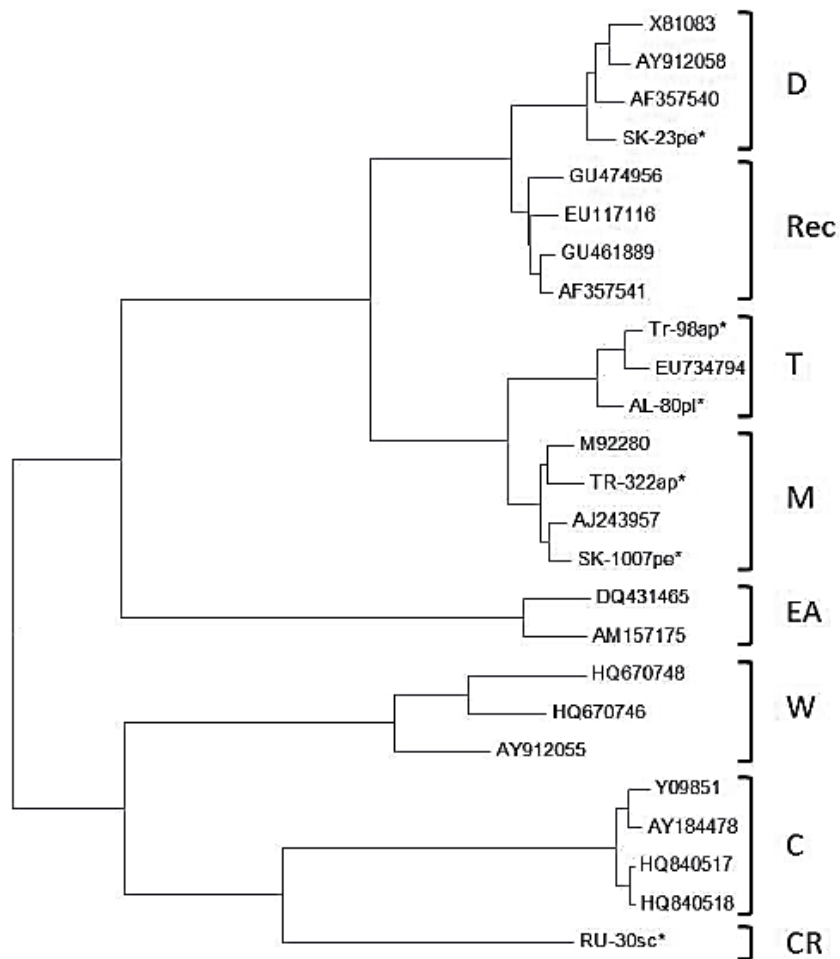 X81083
AY912058
AF357540
SK-23pe*
D
GU474956
EU117116
GU461889
AF357541
Rec
Tr-98ap*
EU734794
AL-80pl*
T
M92280
TR-322ap*
AJ243957
SK-1007pe*
M
DQ431465
AM157175
EA
HQ670748
HQ670746
AY912055
W
Y09851
AY184478
HQ840517
HQ840518
C
RU-30sc*
CR